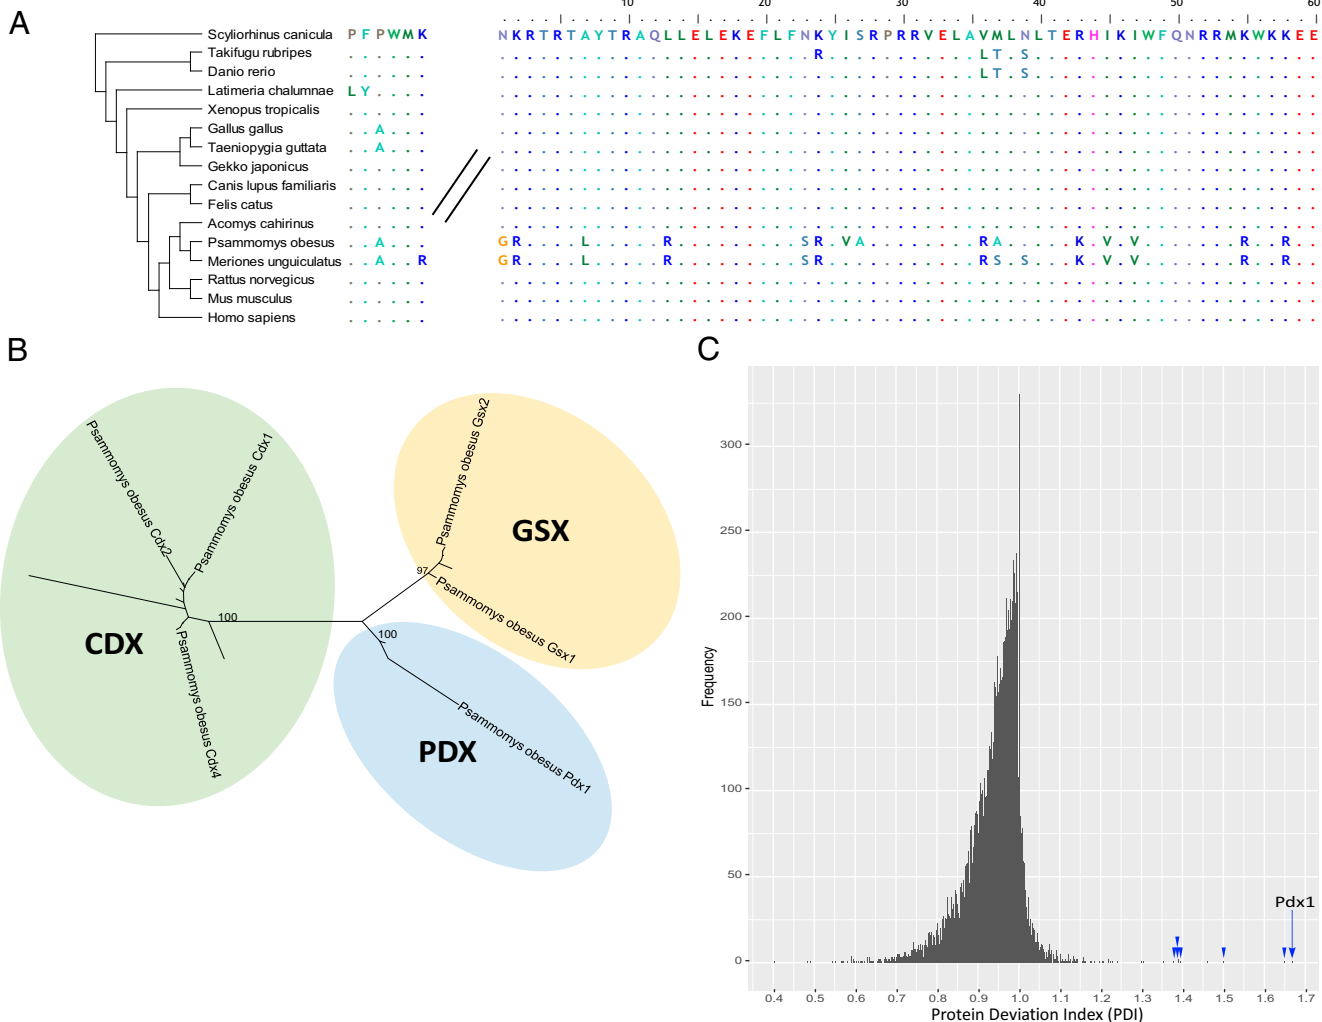 A
10 20 30 40 50 60
Scyliorhinus canicula P F P W M K N K R T R T A Y T R A Q L L E L E K E F L F N K Y I S R P R R V E L A V M L N L T E R H I K I W F Q N R R M K W K K E E
Takifugu rubripes R L T S
Danio rerio L T S
Latimeria chalumnae L Y
Xenopus tropicalis
Gallus gallus A
Taeniopygia guttata A
Gekko japonicus
Canis lupus familiaris
Felis catus
Acomys cahirinus
Psammomys obesus A G R L R S R V A R A K V V R R
Meriones unguiculatus A R G R L R S R R S S K V V R R
Rattus norvegicus
Mus musculus
Homo sapiens
B
Psammomys obesus Cdx2
Psammomys obesus Cdx1
Psammomys obesus Gsx2
GSX
97
Psammomys obesus Gsx1
CDX
100
100
Psammomys obesus Cdx4
PDX
Psammomys obesus Pdx1
C
Frequency
300
250
200
150
100
50
0
Pdx1
0.4 0.5 0.6 0.7 0.8 0.9 1.0 1.1 1.2 1.3 1.4 1.5 1.6 1.7
Protein Deviation Index (PDI)